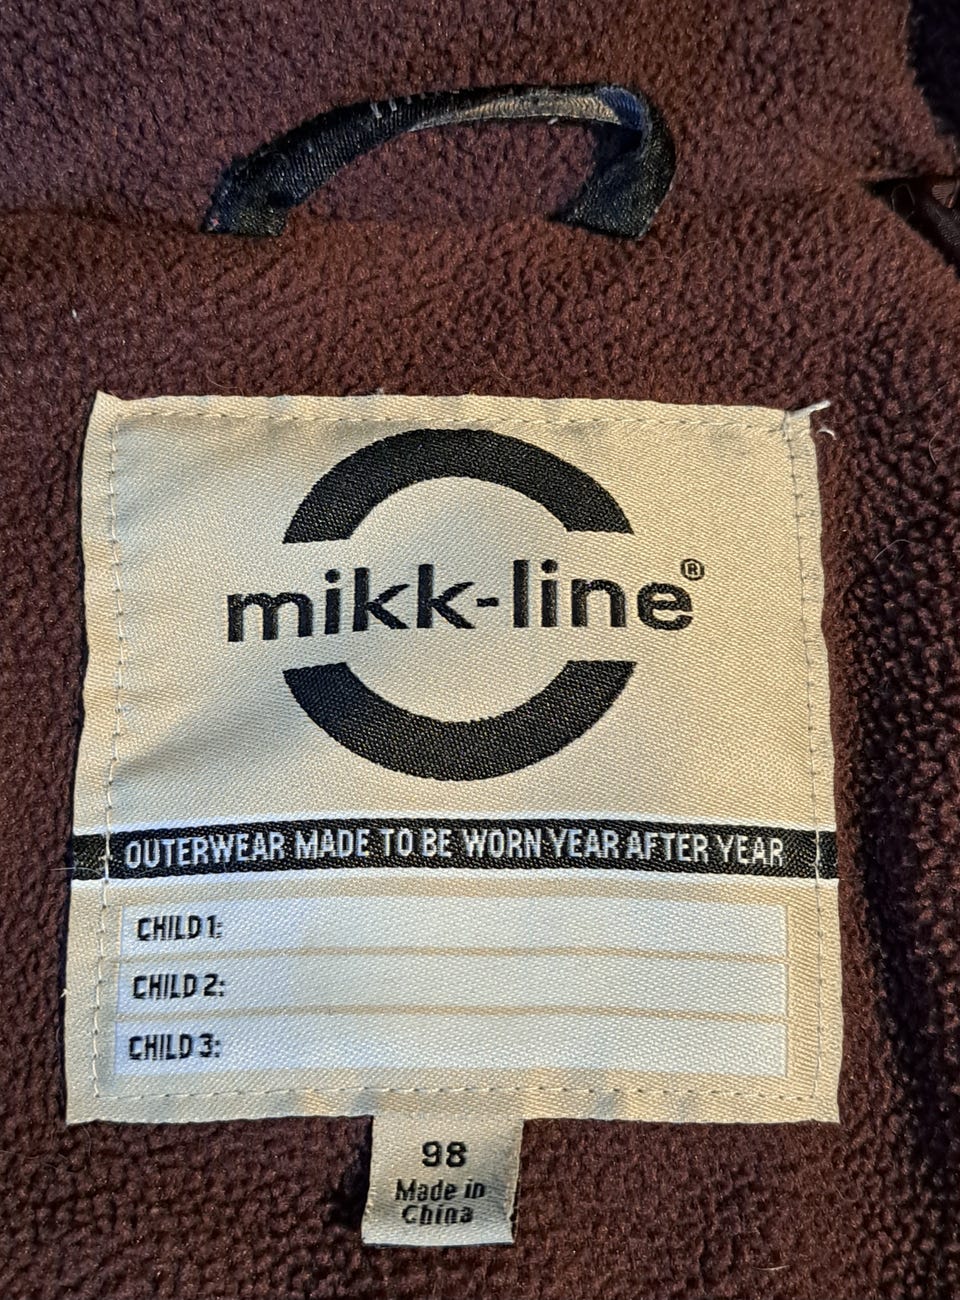 mikk-line®
OUTERWEAR MADE TO BE WORN YEAR AFTER YEAR
CHILD 1:
CHILD 2:
CHILD 3:
98
Made in
China